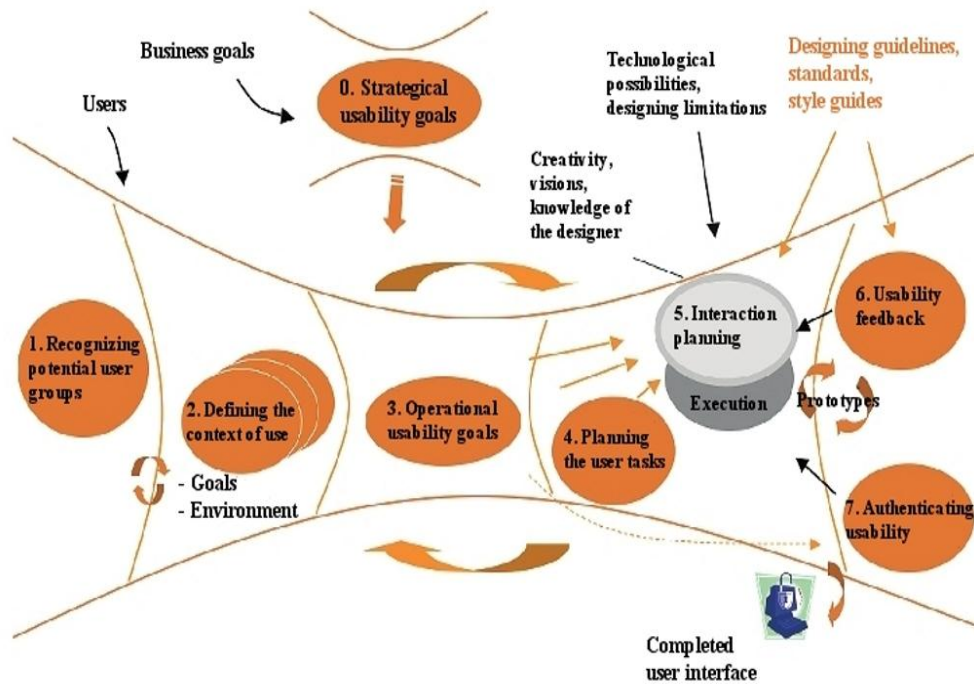 Business goals
0. Strategical
usability goals
Users
Technological
possibilities,
designing limitations
Designing guidelines,
standards,
style guides
Creativity,
visions,
knowledge of
the designer
1. Recognizing
potential user
groups
2. Defining the
context of use
- Goals
- Environment
3. Operational
usability goals
4. Planning
the user tasks
5. Interaction
planning
Execution
6. Usability
feedback
Prototypes
7. Authenticating
usability
Completed
user interface